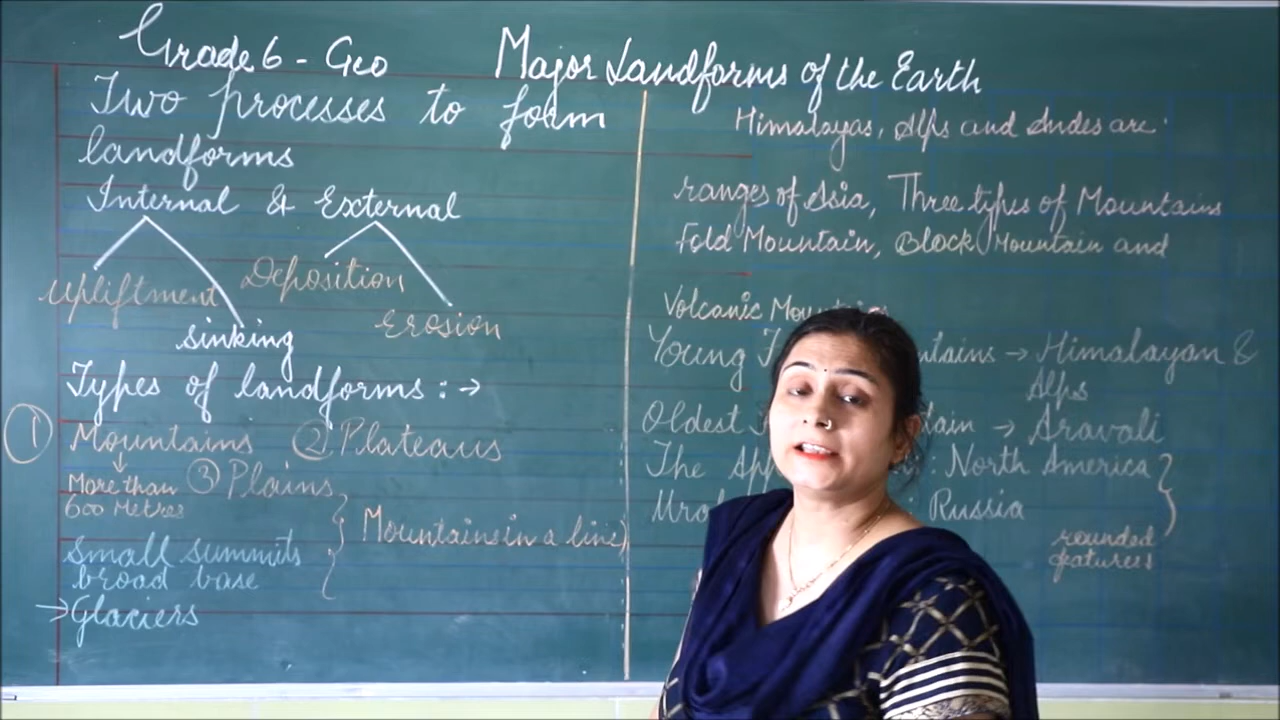 Grade 6 - Geo
Major Landforms of the Earth
Two processes to form
landforms
Internal & External
Upliftment
Deposition
Sinking
Erosion
Types of landforms : →
① Mountains ② Plateaus
↓
More than
600 Metres
③ Plains
Small summits
broad base
} Mountains in a line)
→ Glaciers
Himalayas, Alps and Andes are
ranges of Asia, Three types of Mountains
Fold Mountain, Block Mountain and
Volcanic
Young → Himalayan &
Alps
Oldest → Aravali
The : North America
Russia
rounded
features